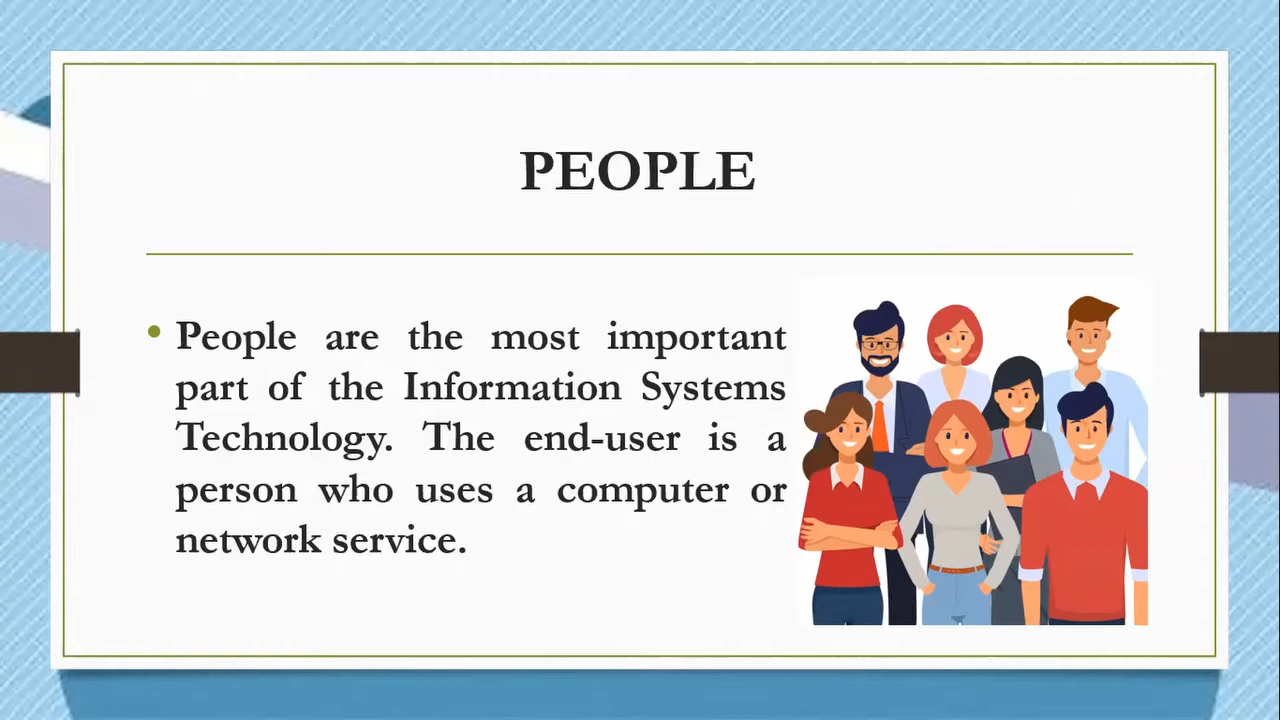 PEOPLE
• People are the most important
part of the Information Systems
Technology. The end-user is a
person who uses a computer or
network service.